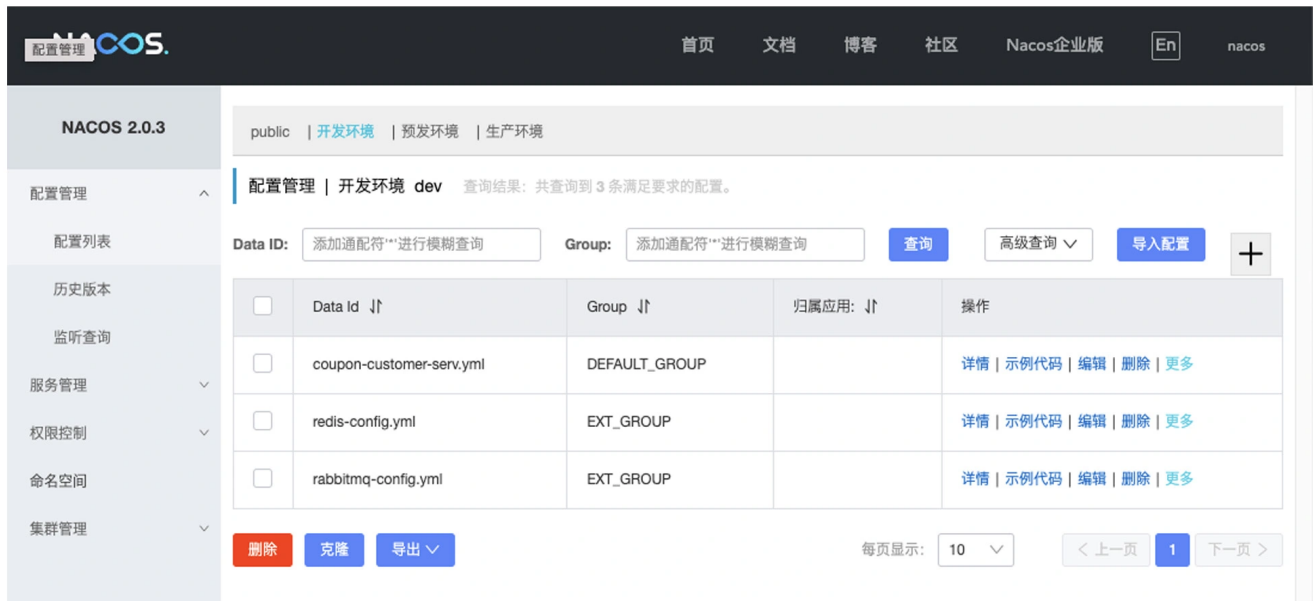 NACOS.
配置管理
首页 文档 博客 社区 Nacos企业版 En nacos
NACOS 2.0.3
配置管理
配置列表
历史版本
监听查询
服务管理
权限控制
命名空间
集群管理
public | 开发环境 | 预发环境 | 生产环境
配置管理 | 开发环境 dev 查询结果：共查询到 3 条满足要求的配置。
Data ID: 添加通配符'*'进行模糊查询 Group: 添加通配符'*'进行模糊查询 查询 高级查询 导入配置 +
Data Id Group 归属应用: 操作
coupon-customer-serv.yml DEFAULT_GROUP 详情 | 示例代码 | 编辑 | 删除 | 更多
redis-config.yml EXT_GROUP 详情 | 示例代码 | 编辑 | 删除 | 更多
rabbitmq-config.yml EXT_GROUP 详情 | 示例代码 | 编辑 | 删除 | 更多
删除 克隆 导出 每页显示: 10 < 上一页 1 下一页 >